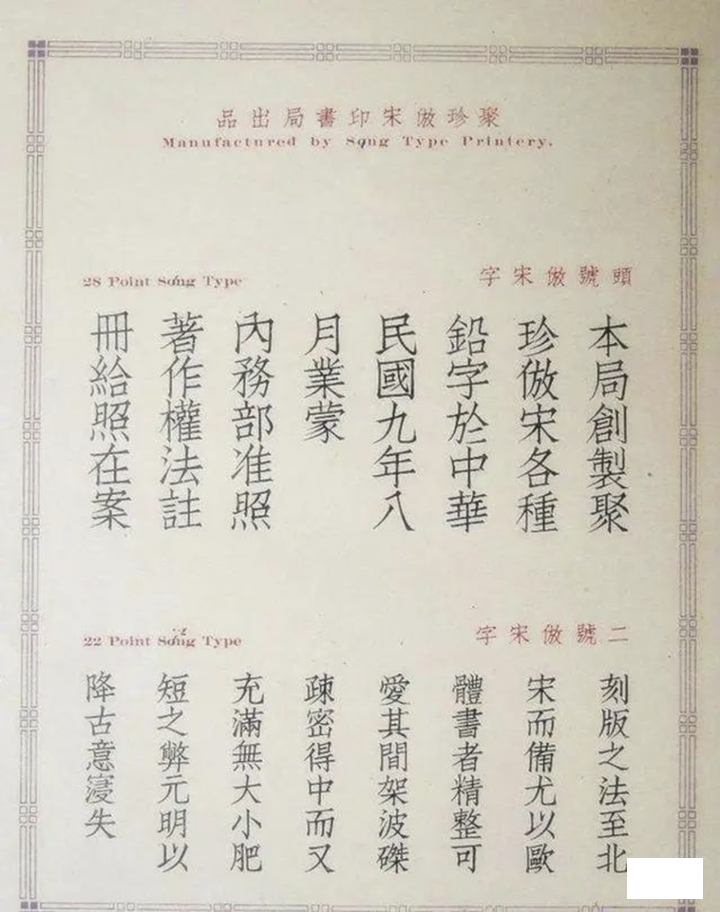 聚珍倣宋印書局出品
Manufactured by Song Type Printery.
頭號倣宋字
28 Point Song Type
本局創製聚
珍倣宋各種
鉛字於中華
民國九年八
月業蒙
內務部准照
著作權法註
冊給照在案
二號倣宋字
22 Point Song Type
刻版之法至北
宋而備尤以歐
體書者精整可
愛其間架波磔
疎密得中而又
充滿無大小肥
短之弊元明以
降古意寖失